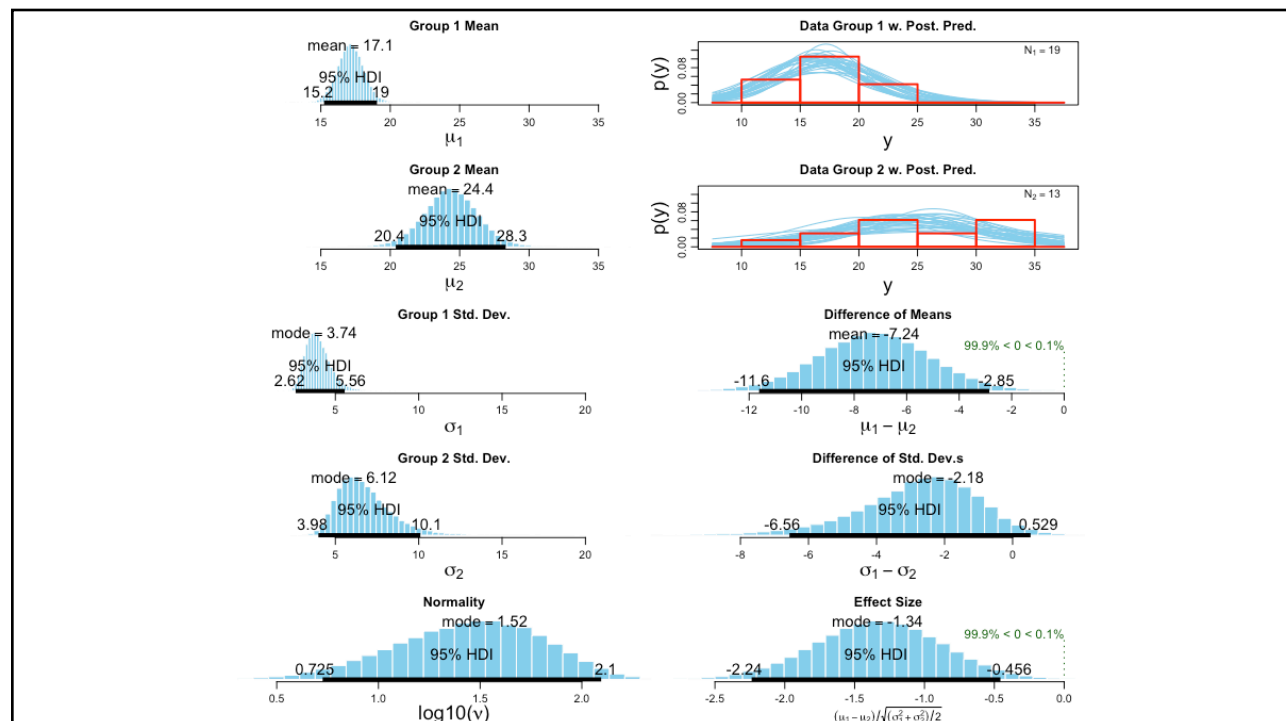 Group 1 Mean
mean = 17.1
95% HDI
15.2 19
15 20 25 30 35
μ1
Data Group 1 w. Post. Pred.
N1 = 19
p(y)
0.00 0.08
10 15 20 25 30 35
y
Group 2 Mean
mean = 24.4
95% HDI
20.4 28.3
15 20 25 30 35
μ2
Data Group 2 w. Post. Pred.
N2 = 13
p(y)
0.00 0.08
10 15 20 25 30 35
y
Group 1 Std. Dev.
mode = 3.74
95% HDI
2.62 5.56
5 10 15 20
σ1
Difference of Means
mean = -7.24
99.9% < 0 < 0.1%
95% HDI
-11.6 -2.85
-12 -10 -8 -6 -4 -2 0
μ1 − μ2
Group 2 Std. Dev.
mode = 6.12
95% HDI
3.98 10.1
5 10 15 20
σ2
Difference of Std. Dev.s
mode = -2.18
95% HDI
-6.56 0.529
-8 -6 -4 -2 0
σ1 − σ2
Normality
mode = 1.52
95% HDI
0.725 2.1
0.5 1.0 1.5 2.0
log10(ν)
Effect Size
mode = -1.34
99.9% < 0 < 0.1%
95% HDI
-2.24 -0.456
-2.5 -2.0 -1.5 -1.0 -0.5 0.0
(μ1 − μ2)/√(σ1² + σ2²)/2